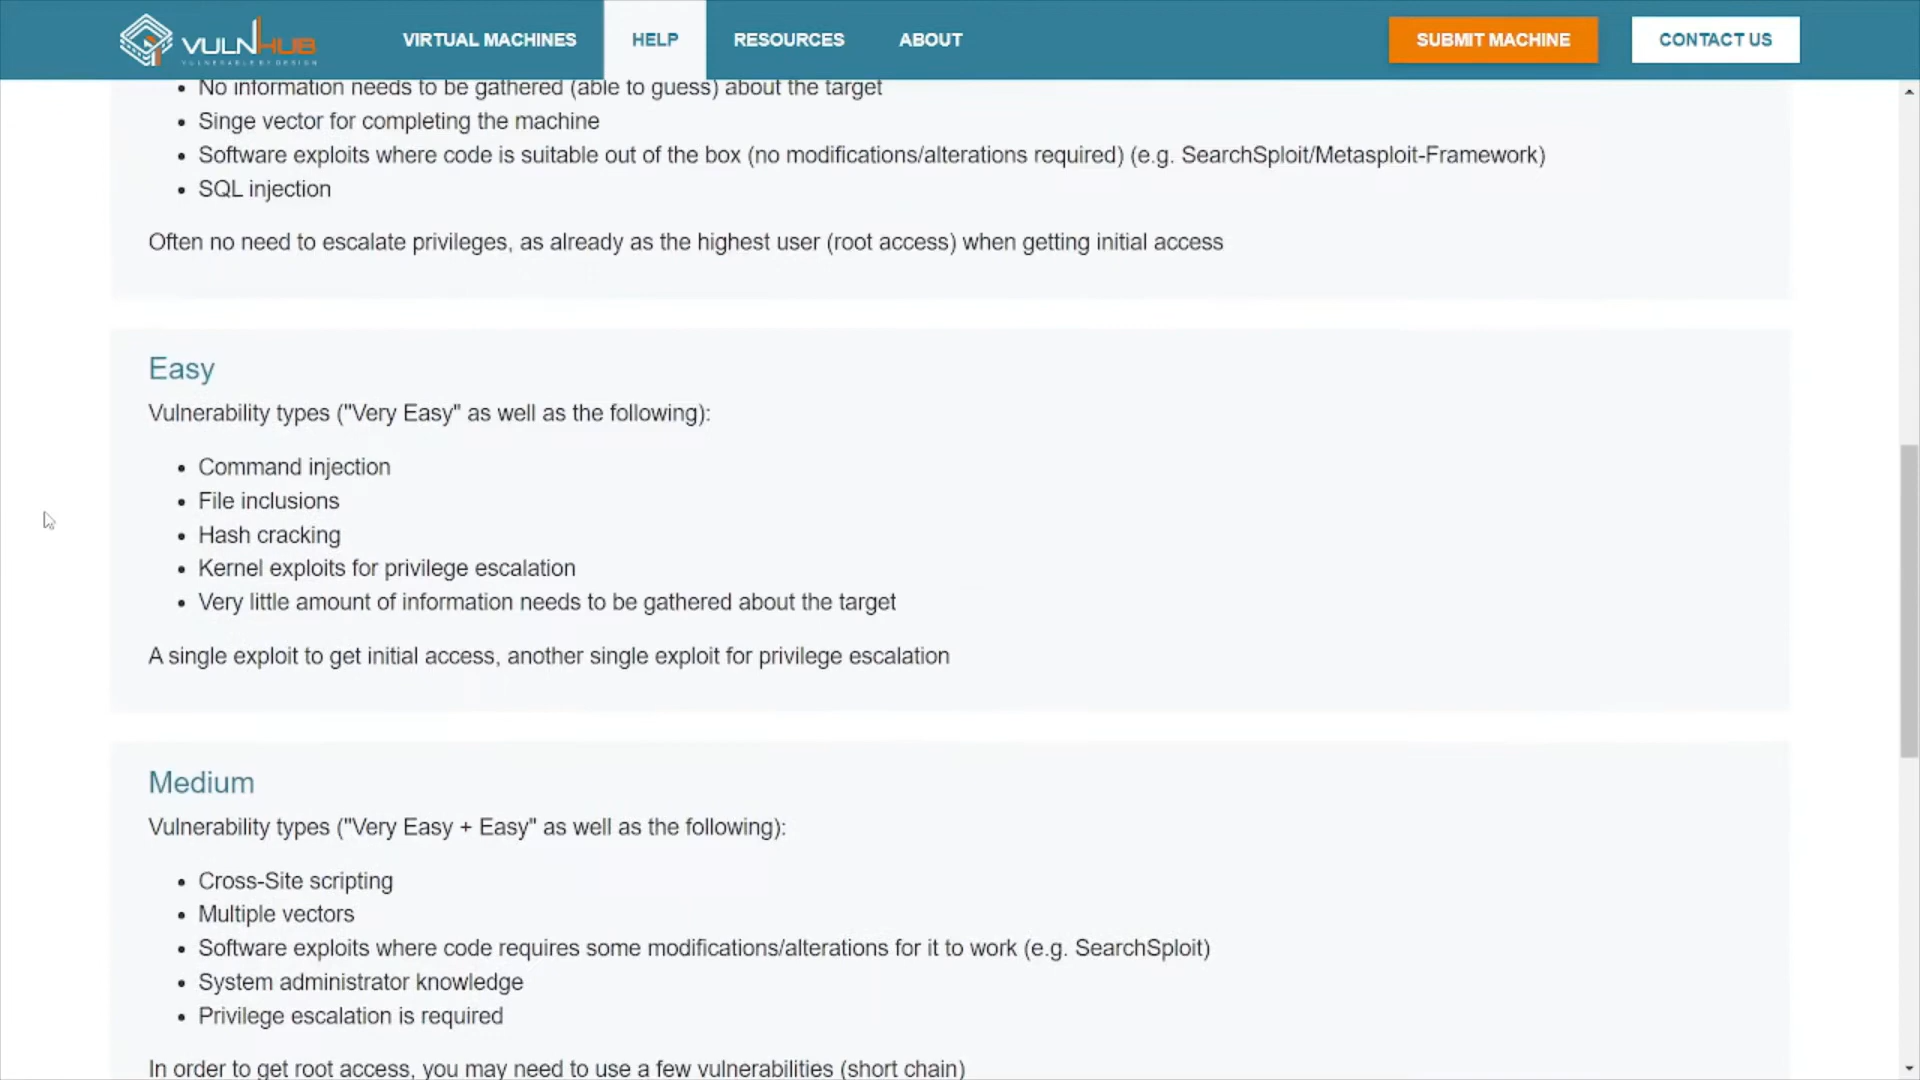 VULNHUB
VULNERABLE BY DESIGN
VIRTUAL MACHINES
HELP
RESOURCES
ABOUT
SUBMIT MACHINE
CONTACT US
No information needs to be gathered (able to guess) about the target
Singe vector for completing the machine
Software exploits where code is suitable out of the box (no modifications/alterations required) (e.g. SearchSploit/Metasploit-Framework)
SQL injection
Often no need to escalate privileges, as already as the highest user (root access) when getting initial access
Easy
Vulnerability types ("Very Easy" as well as the following):
Command injection
File inclusions
Hash cracking
Kernel exploits for privilege escalation
Very little amount of information needs to be gathered about the target
A single exploit to get initial access, another single exploit for privilege escalation
Medium
Vulnerability types ("Very Easy + Easy" as well as the following):
Cross-Site scripting
Multiple vectors
Software exploits where code requires some modifications/alterations for it to work (e.g. SearchSploit)
System administrator knowledge
Privilege escalation is required
In order to get root access, you may need to use a few vulnerabilities (short chain)